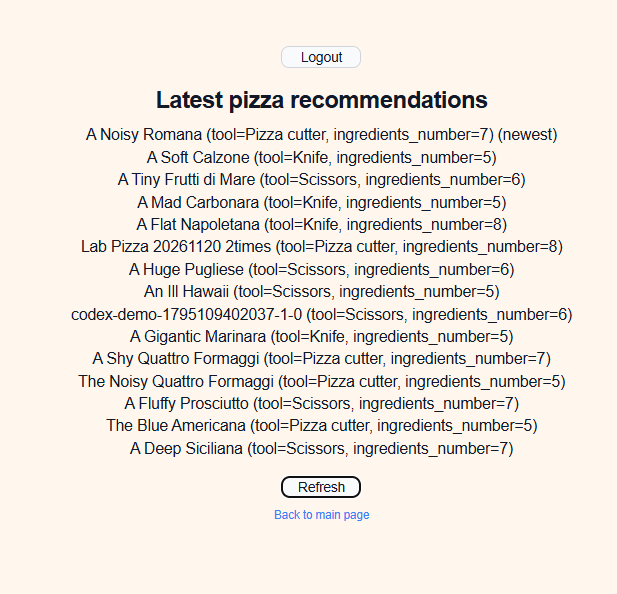 Logout
Latest pizza recommendations
A Noisy Romana (tool=Pizza cutter, ingredients_number=7) (newest)
A Soft Calzone (tool=Knife, ingredients_number=5)
A Tiny Frutti di Mare (tool=Scissors, ingredients_number=6)
A Mad Carbonara (tool=Knife, ingredients_number=5)
A Flat Napoletana (tool=Knife, ingredients_number=8)
Lab Pizza 20261120 2times (tool=Pizza cutter, ingredients_number=8)
A Huge Pugliese (tool=Scissors, ingredients_number=6)
An Ill Hawaii (tool=Scissors, ingredients_number=5)
codex-demo-1795109402037-1-0 (tool=Scissors, ingredients_number=6)
A Gigantic Marinara (tool=Knife, ingredients_number=5)
A Shy Quattro Formaggi (tool=Pizza cutter, ingredients_number=7)
The Noisy Quattro Formaggi (tool=Pizza cutter, ingredients_number=5)
A Fluffy Prosciutto (tool=Scissors, ingredients_number=7)
The Blue Americana (tool=Pizza cutter, ingredients_number=5)
A Deep Siciliana (tool=Scissors, ingredients_number=7)
Refresh
Back to main page